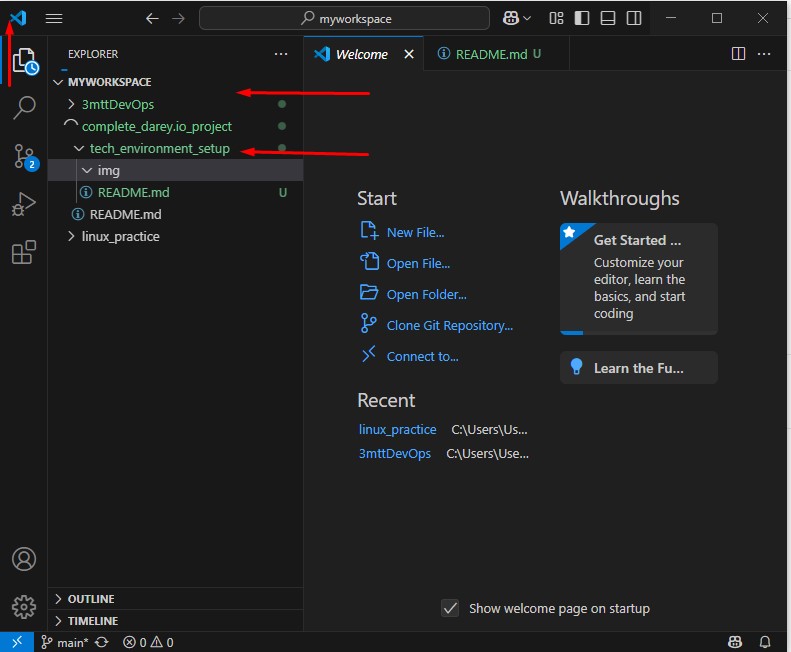 myworkspace
EXPLORER
MYWORKSPACE
3mttDevOps
complete_darey.io_project
tech_environment_setup
img
README.md U
README.md
linux_practice
OUTLINE
TIMELINE
2
Welcome
README.md U
Start
New File...
Open File...
Open Folder...
Clone Git Repository...
Connect to...
Recent
linux_practice C:\Users\Us...
3mttDevOps C:\Users\Use...
Walkthroughs
Get Started ...
Customize your
editor, learn the
basics, and start
coding
Learn the Fu...
Show welcome page on startup
main* 0 0